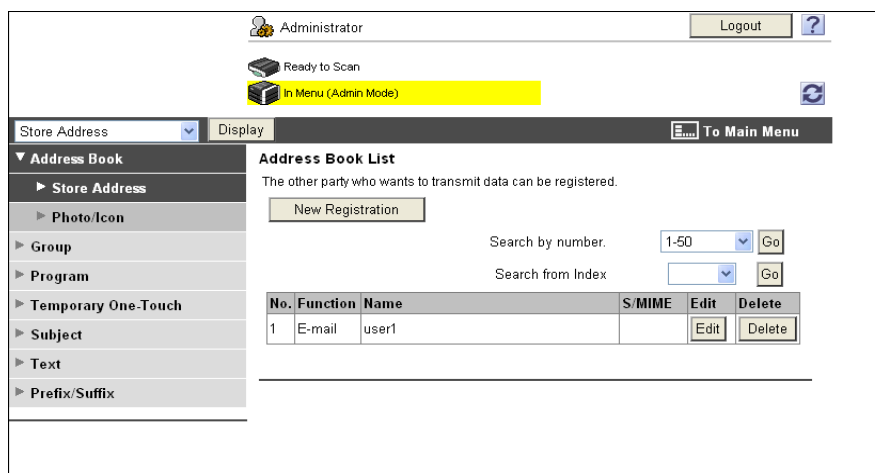 Administrator
Logout
?
Ready to Scan
In Menu (Admin Mode)
Store Address
Display
To Main Menu
Address Book
Store Address
Photo/Icon
Group
Program
Temporary One-Touch
Subject
Text
Prefix/Suffix
Address Book List
The other party who wants to transmit data can be registered.
New Registration
Search by number. 1-50 Go
Search from Index Go
No. Function Name S/MIME Edit Delete
1 E-mail user1 Edit Delete